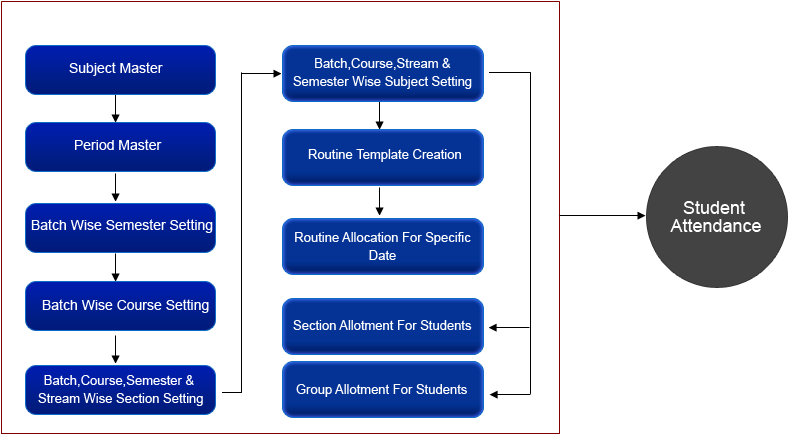 Subject Master
Period Master
Batch Wise Semester Setting
Batch Wise Course Setting
Batch,Course,Semester &
Stream Wise Section Setting
Batch,Course,Stream &
Semester Wise Subject Setting
Routine Template Creation
Routine Allocation For Specific
Date
Section Allotment For Students
Group Allotment For Students
Student
Attendance